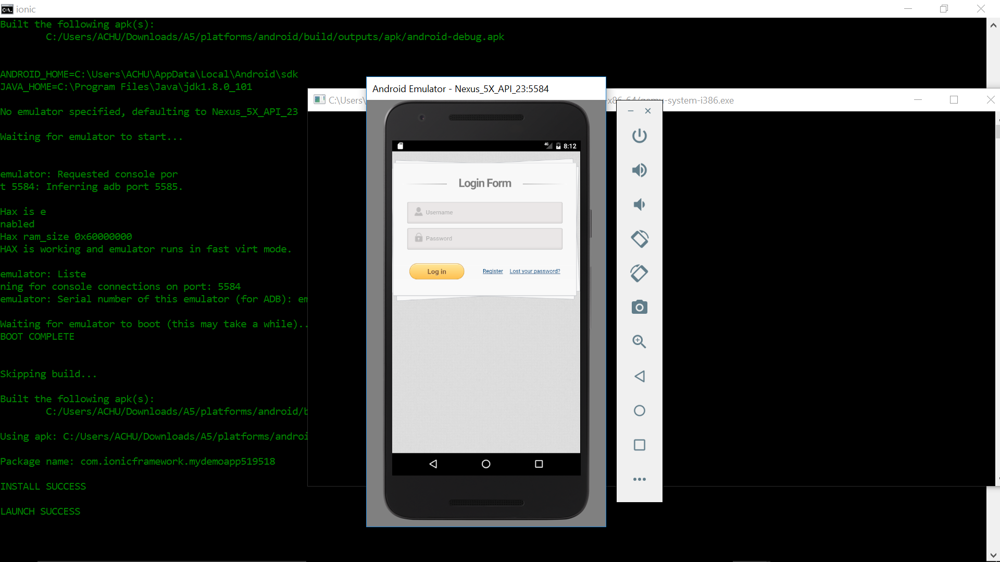 ionic
Built the following apk(s):
C:/Users/ACHU/Downloads/A5/platforms/android/build/outputs/apk/android-debug.apk
ANDROID_HOME=C:\Users\ACHU\AppData\Local\Android\sdk
JAVA_HOME=C:\Program Files\Java\jdk1.8.0_101
No emulator specified, defaulting to Nexus_5X_API_23
Waiting for emulator to start...
emulator: Requested console por
t 5584: Inferring adb port 5585.
Hax is e
nabled
Hax ram_size 0x60000000
HAX is working and emulator runs in fast virt mode.
emulator: Liste
ning for console connections on port: 5584
emulator: Serial number of this emulator (for ADB): em
Waiting for emulator to boot (this may take a while)..
BOOT COMPLETE
Skipping build...
Built the following apk(s):
C:/Users/ACHU/Downloads/A5/platforms/android/b
Using apk: C:/Users/ACHU/Downloads/A5/platforms/androi
Package name: com.ionicframework.mydemoapp519518
INSTALL SUCCESS
LAUNCH SUCCESS
C:\Users\
-system-i386.exe
Android Emulator - Nexus_5X_API_23:5584
4G 8:12
Login Form
Username
Password
Log in Register Lost your password?